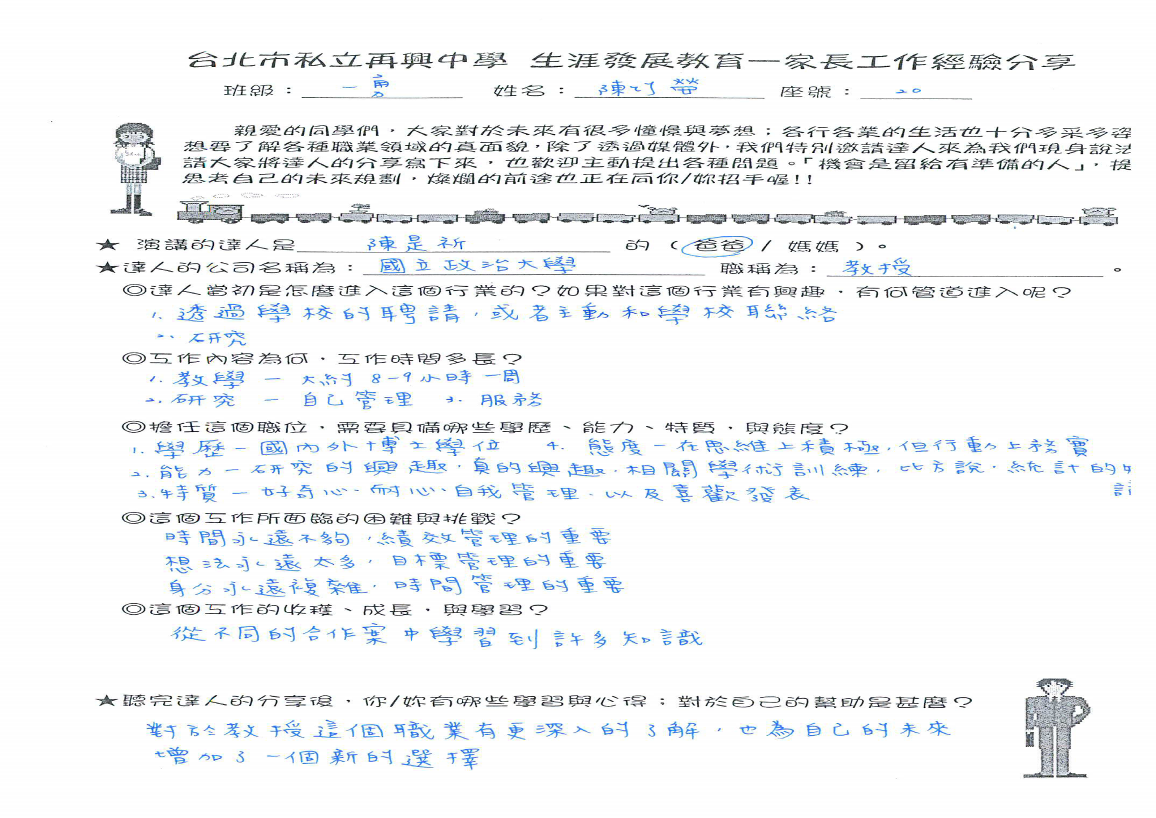 台北市私立再興中學 生涯發展教育—家長工作經驗分享
班級： 一勇 姓名： 陳 榮 座號： 20
親愛的同學們，大家對於未來有很多憧憬與夢想；各行各業的生活也十分多采多姿
想要了解各種職業領域的真面貌，除了透過媒體外，我們特別邀請達人來為我們現身說法
請大家將達人的分享寫下來，也歡迎主動提出各種問題。「機會是留給有準備的人」，提
思考自己的未來規劃，燦爛的前途也正在向你/妳招手喔!!
★ 演講的達人是 陳是祈 的（ 爸爸 / 媽媽 ）。
★達人的公司名稱為： 國立政治大學 職稱為： 教授 。
◎達人當初是怎麼進入這個行業的？如果對這個行業有興趣，有何管道進入呢？
1. 透過學校的聘請，或者主動和學校聯絡
2. 研究
◎工作內容為何，工作時間多長？
1. 教學 — 大約 8-9小時一周
2. 研究 — 自己管理 3. 服務
◎擔任這個職位，需要具備哪些學歷、能力、特質，與態度？
1. 學歷—國內外博士學位 4. 態度—在思維上積極，但行動上務實
2. 能力—研究的興趣，真的興趣，相關學術訓練，比方說，統計的
3. 特質—好奇心、耐心、自我管理，以及喜歡發表
◎這個工作所面臨的困難與挑戰？
時間永遠不夠，績效管理的重要
想法永遠太多，目標管理的重要
身分永遠複雜，時間管理的重要
◎這個工作的收穫、成長，與學習？
從不同的合作案中學習到許多知識
★聽完達人的分享後，你/妳有哪些學習與心得；對於自己的幫助是甚麼？
對於教授這個職業有更深入的了解，也為自己的未來
增加了一個新的選擇